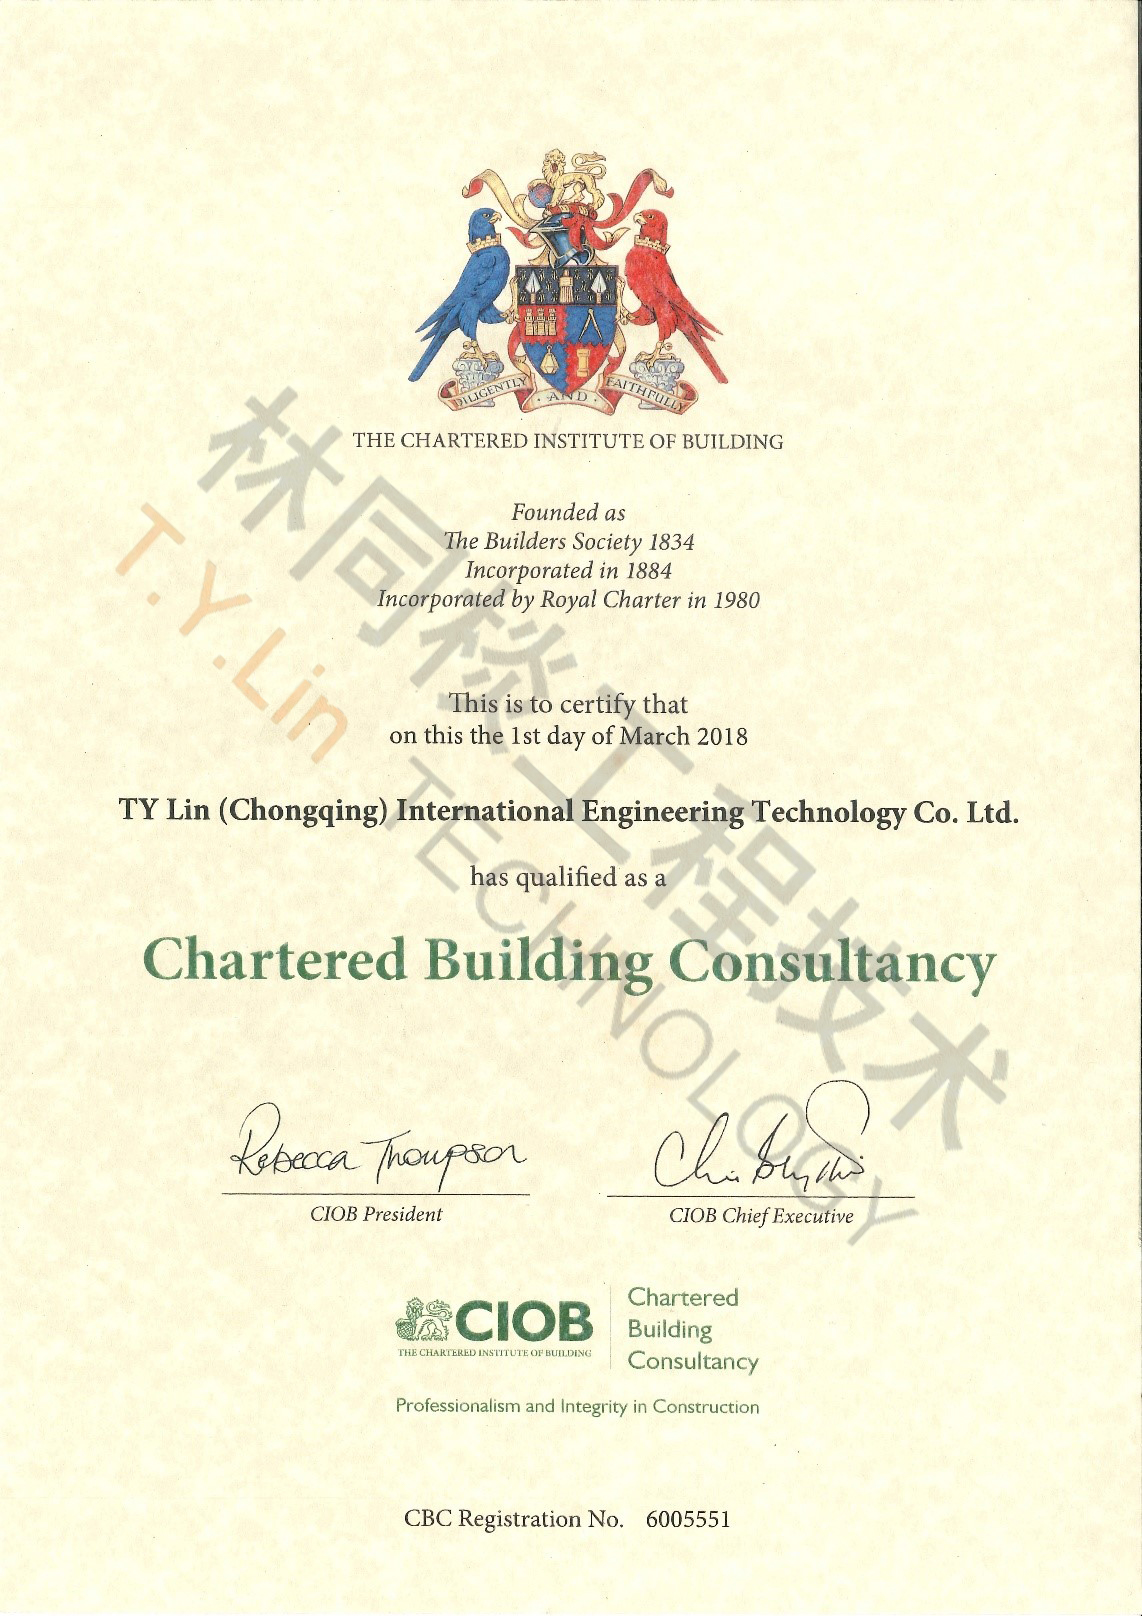 DILIGENTLY · AND · FAITHFULLY
THE CHARTERED INSTITUTE OF BUILDING
Founded as
The Builders Society 1834
Incorporated in 1884
Incorporated by Royal Charter in 1980
林同棪工程技术
T.Y.Lin TECHNOLOGY
This is to certify that
on this the 1st day of March 2018
TY Lin (Chongqing) International Engineering Technology Co. Ltd.
has qualified as a
Chartered Building Consultancy
Rebecca Thompson
CIOB President
CIOB Chief Executive
CIOB
THE CHARTERED INSTITUTE OF BUILDING
Chartered
Building
Consultancy
Professionalism and Integrity in Construction
CBC Registration No. 6005551